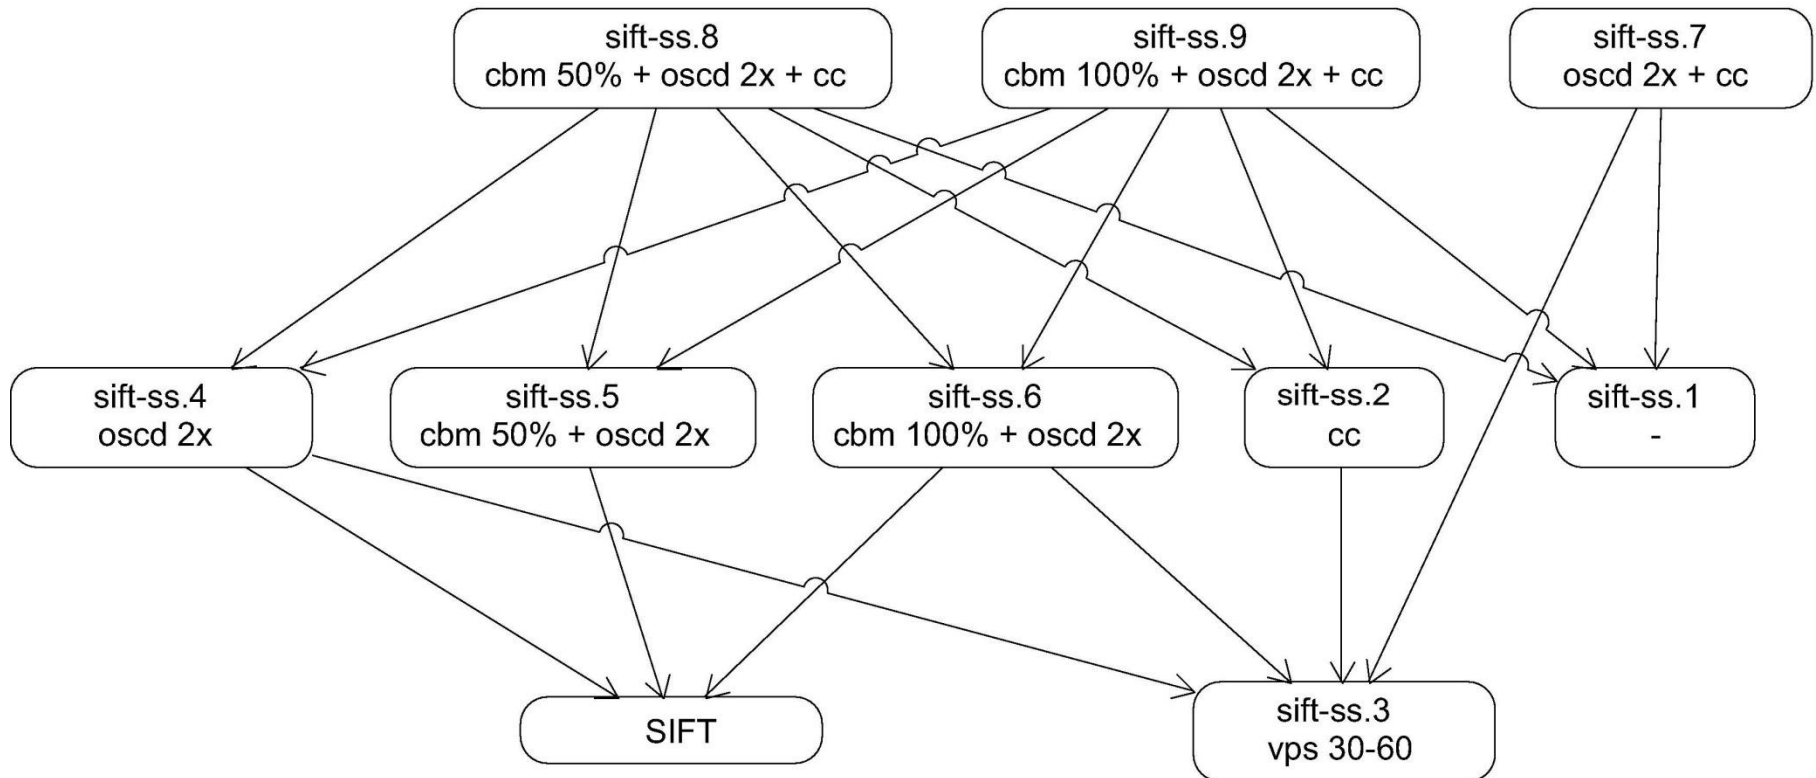 sift-ss.8
cbm 50% + oscd 2x + cc
sift-ss.9
cbm 100% + oscd 2x + cc
sift-ss.7
oscd 2x + cc
sift-ss.4
oscd 2x
sift-ss.5
cbm 50% + oscd 2x
sift-ss.6
cbm 100% + oscd 2x
sift-ss.2
cc
sift-ss.1
-
SIFT
sift-ss.3
vps 30-60